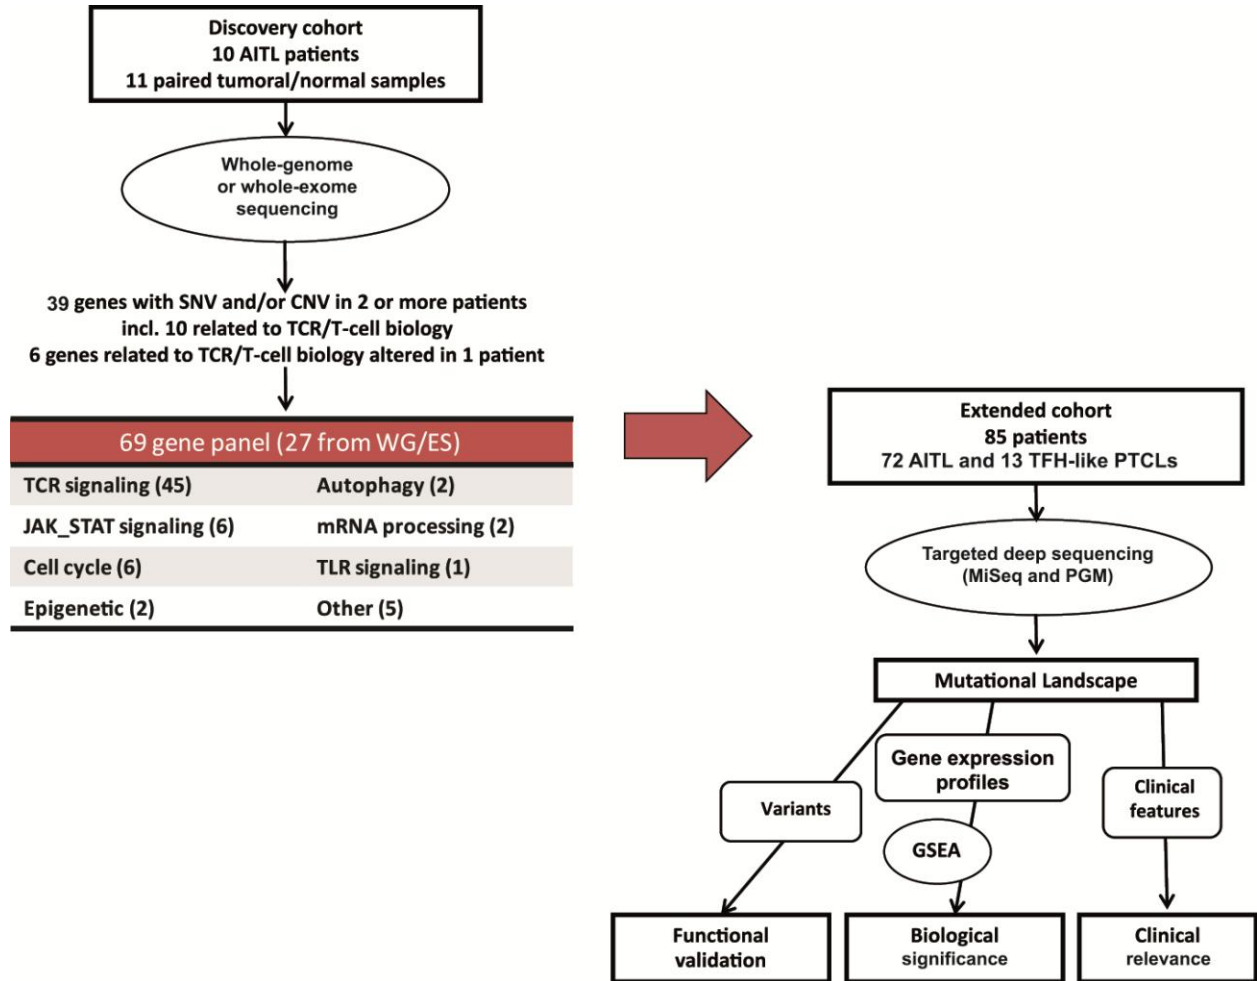 Discovery cohort
10 AITL patients
11 paired tumoral/normal samples
Whole-genome
or whole-exome
sequencing
39 genes with SNV and/or CNV in 2 or more patients
incl. 10 related to TCR/T-cell biology
6 genes related to TCR/T-cell biology altered in 1 patient
69 gene panel (27 from WG/ES)
TCR signaling (45) Autophagy (2)
JAK_STAT signaling (6) mRNA processing (2)
Cell cycle (6) TLR signaling (1)
Epigenetic (2) Other (5)
Extended cohort
85 patients
72 AITL and 13 TFH-like PTCLs
Targeted deep sequencing
(MiSeq and PGM)
Mutational Landscape
Variants
Gene expression
profiles
Clinical
features
GSEA
Functional
validation
Biological
significance
Clinical
relevance